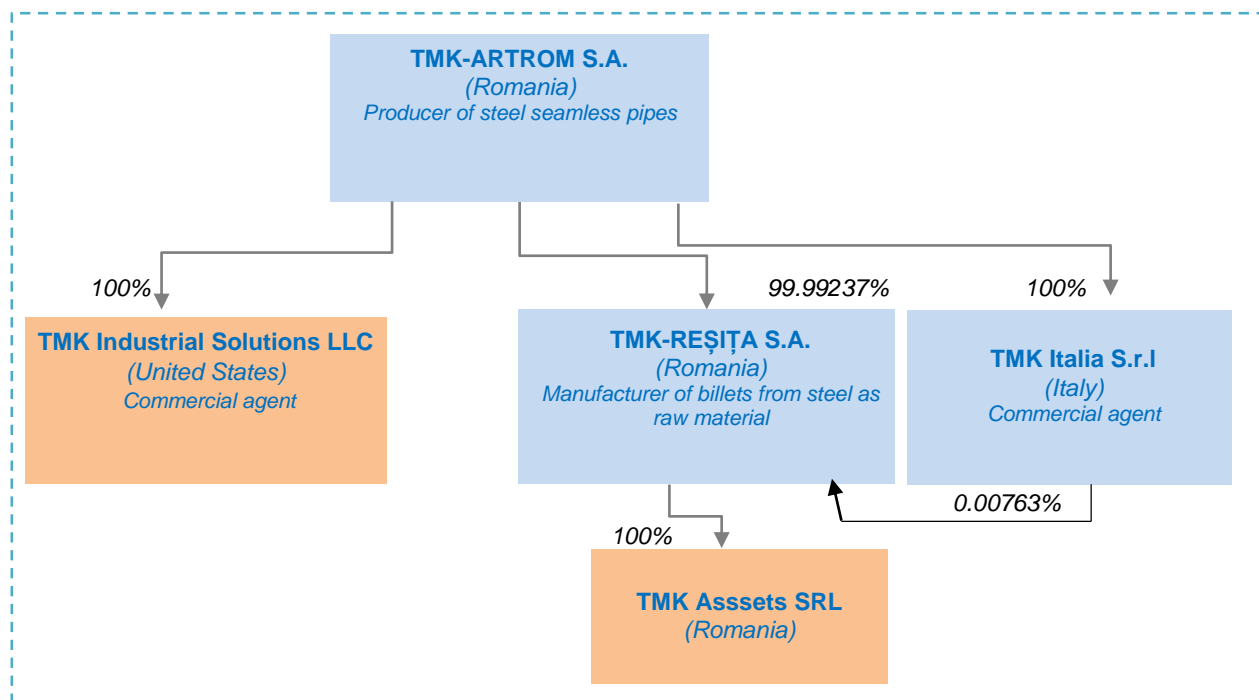 TMK-ARTROM S.A.
(Romania)
Producer of steel seamless pipes
100%
99.99237%
100%
TMK Industrial Solutions LLC
(United States)
Commercial agent
TMK-REȘIȚA S.A.
(Romania)
Manufacturer of billets from steel as
raw material
TMK Italia S.r.l
(Italy)
Commercial agent
0.00763%
100%
TMK Asssets SRL
(Romania)